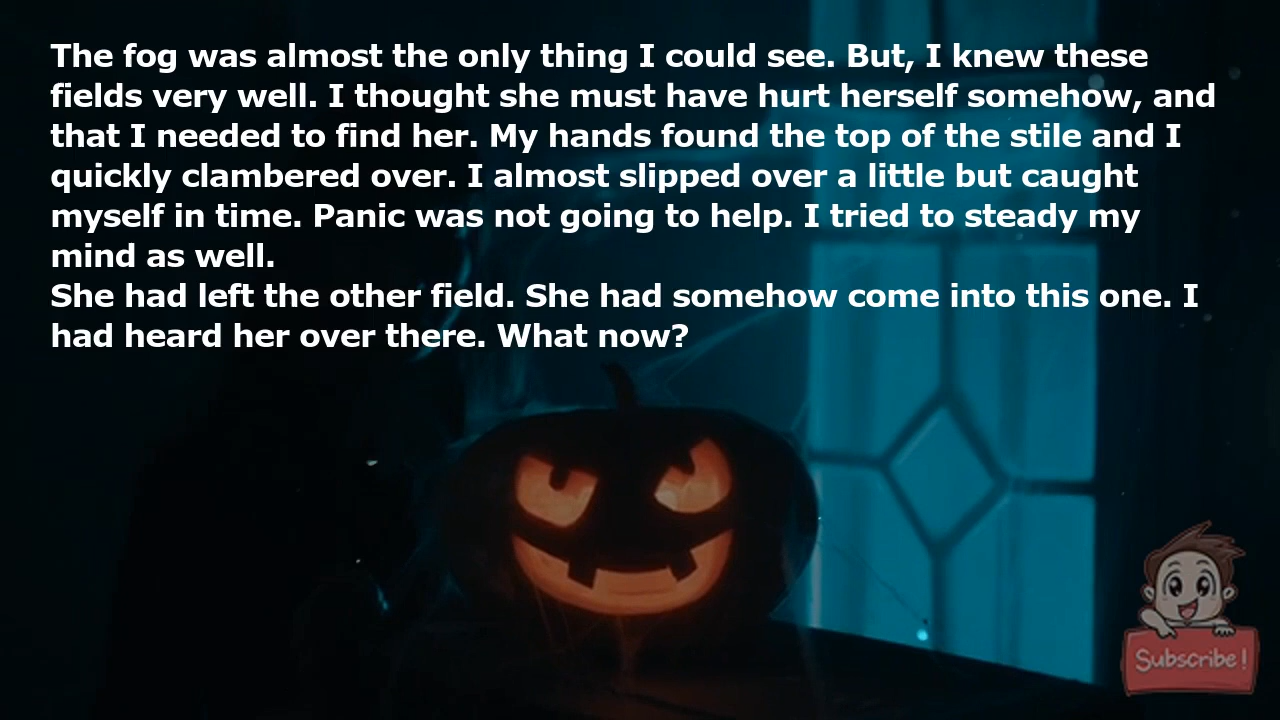 The fog was almost the only thing I could see. But, I knew these
fields very well. I thought she must have hurt herself somehow, and
that I needed to find her. My hands found the top of the stile and I
quickly clambered over. I almost slipped over a little but caught
myself in time. Panic was not going to help. I tried to steady my
mind as well.
She had left the other field. She had somehow come into this one. I
had heard her over there. What now?
Subscribe!